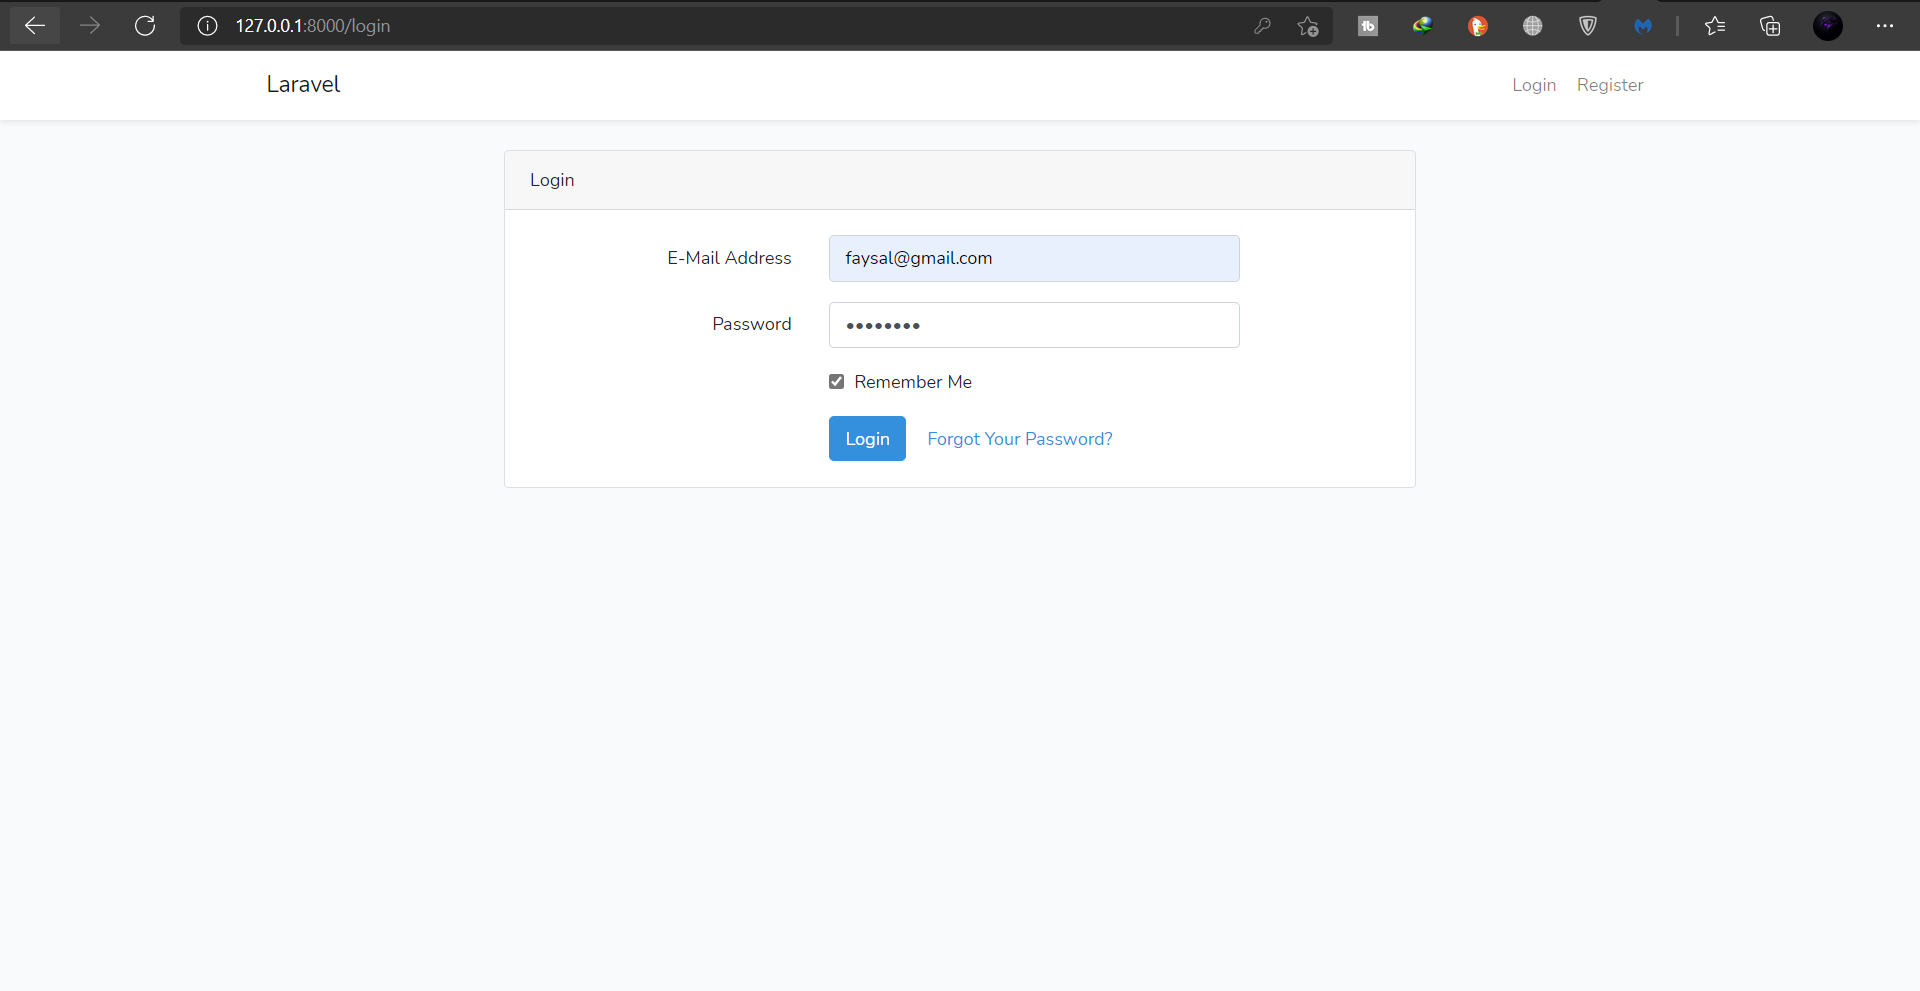 127.0.0.1:8000/login
Laravel
Login Register
Login
E-Mail Address faysal@gmail.com
Password ••••••••
Remember Me
Login Forgot Your Password?